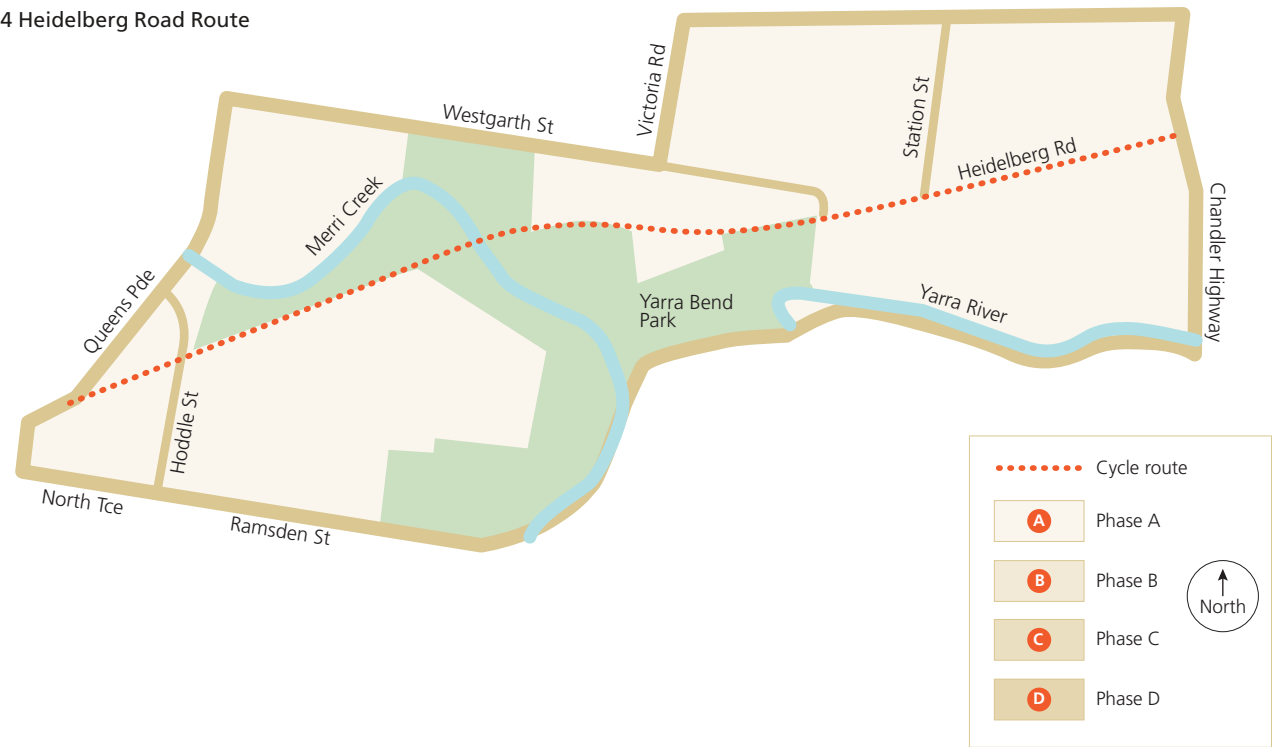 4 Heidelberg Road Route
Victoria Rd
Westgarth St
Station St
Heidelberg Rd
Merri Creek
Chandler Highway
Queens Pde
Yarra Bend
Park
Yarra River
Hoddle St
North Tce
Ramsden St
Cycle route
A Phase A
B Phase B
North
C Phase C
D Phase D